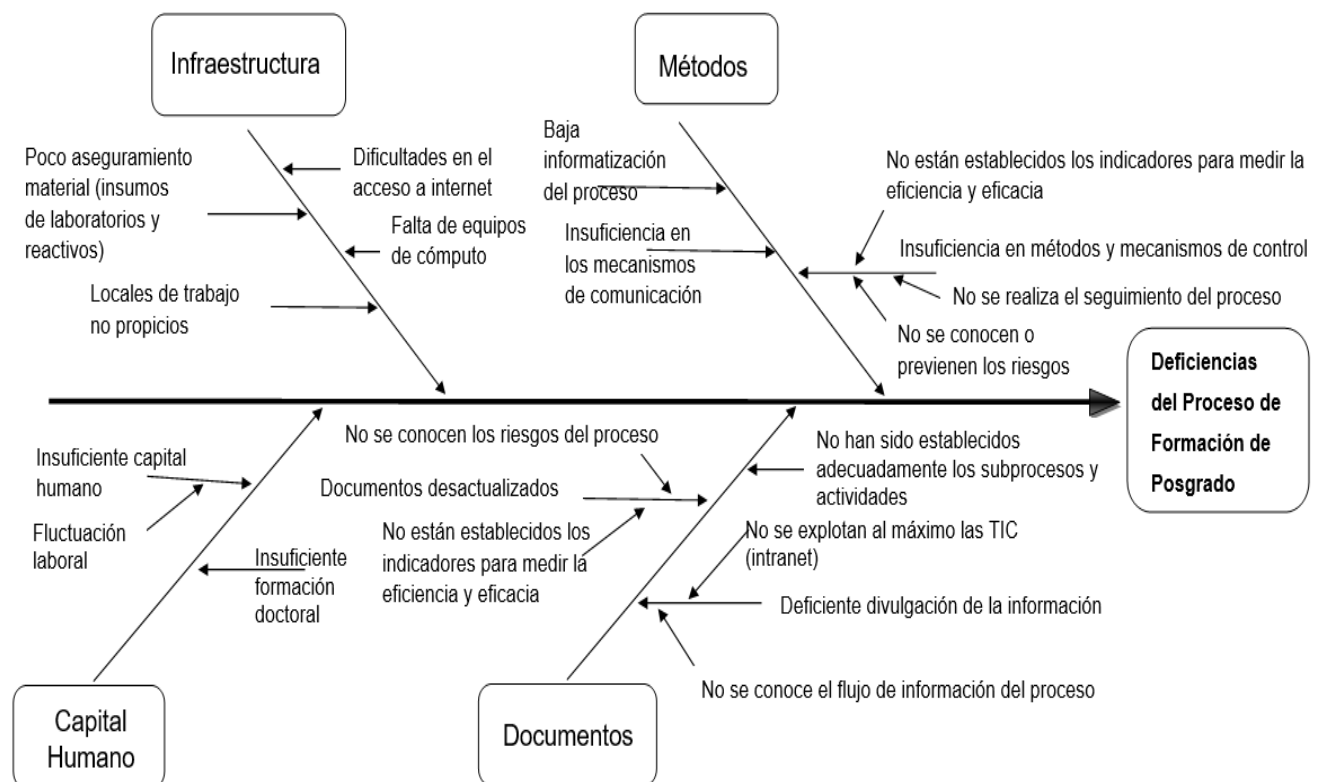 Infraestructura
Métodos
Poco aseguramiento
material (insumos
de laboratorios y
reactivos)
Dificultades en el
acceso a internet
Falta de equipos
de cómputo
Locales de trabajo
no propicios
Baja
informatización
del proceso
Insuficiencia en
los mecanismos
de comunicación
No están establecidos los indicadores para medir la
eficiencia y eficacia
Insuficiencia en métodos y mecanismos de control
No se realiza el seguimiento del proceso
No se conocen o
previenen los riesgos
Deficiencias
del Proceso de
Formación de
Posgrado
Insuficiente capital
humano
Fluctuación
laboral
Insuficiente
formación
doctoral
No se conocen los riesgos del proceso
Documentos desactualizados
No están establecidos los
indicadores para medir la
eficiencia y eficacia
No han sido establecidos
adecuadamente los subprocesos y
actividades
No se explotan al máximo las TIC
(intranet)
Deficiente divulgación de la información
No se conoce el flujo de información del proceso
Capital
Humano
Documentos